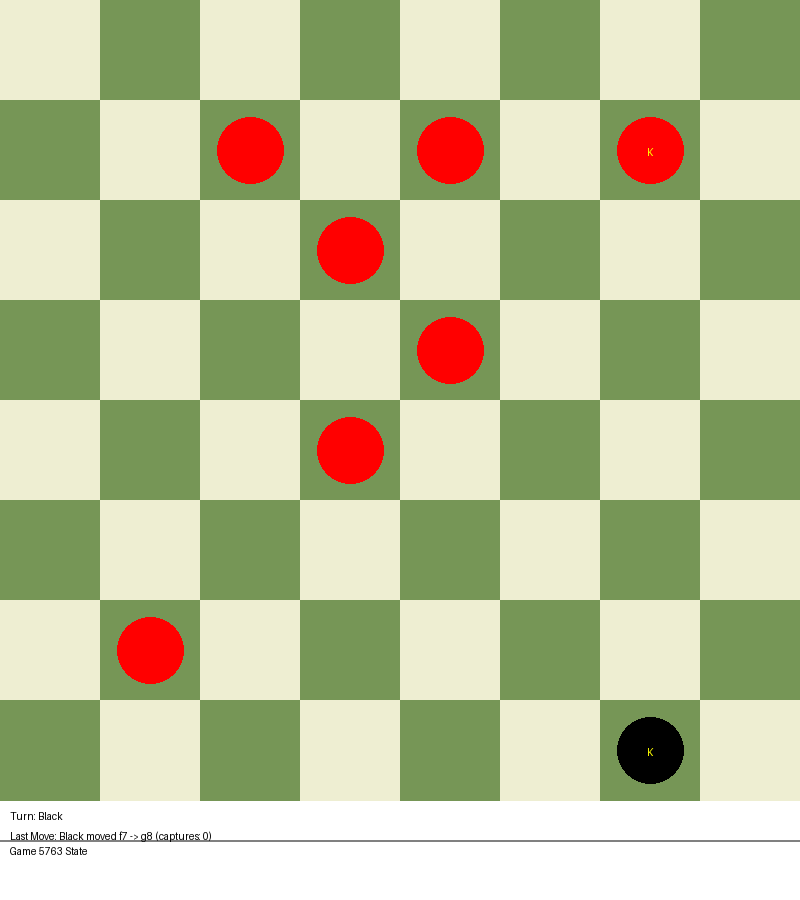 K
K
Turn: Black
Last Move: Black moved f7 -> g8 (captures: 0)
Game 5763 State